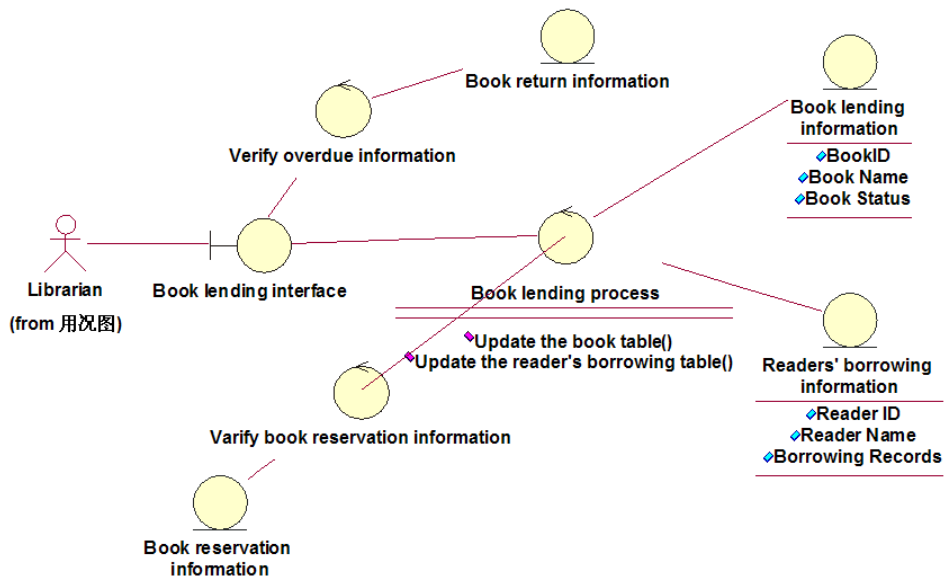 Book return information
Book lending
information
BookID
Book Name
Book Status
Verify overdue information
Librarian
(from 用况图)
Book lending interface
Book lending process
Update the book table()
Update the reader's borrowing table()
Readers' borrowing
information
Reader ID
Reader Name
Borrowing Records
Varify book reservation information
Book reservation
information